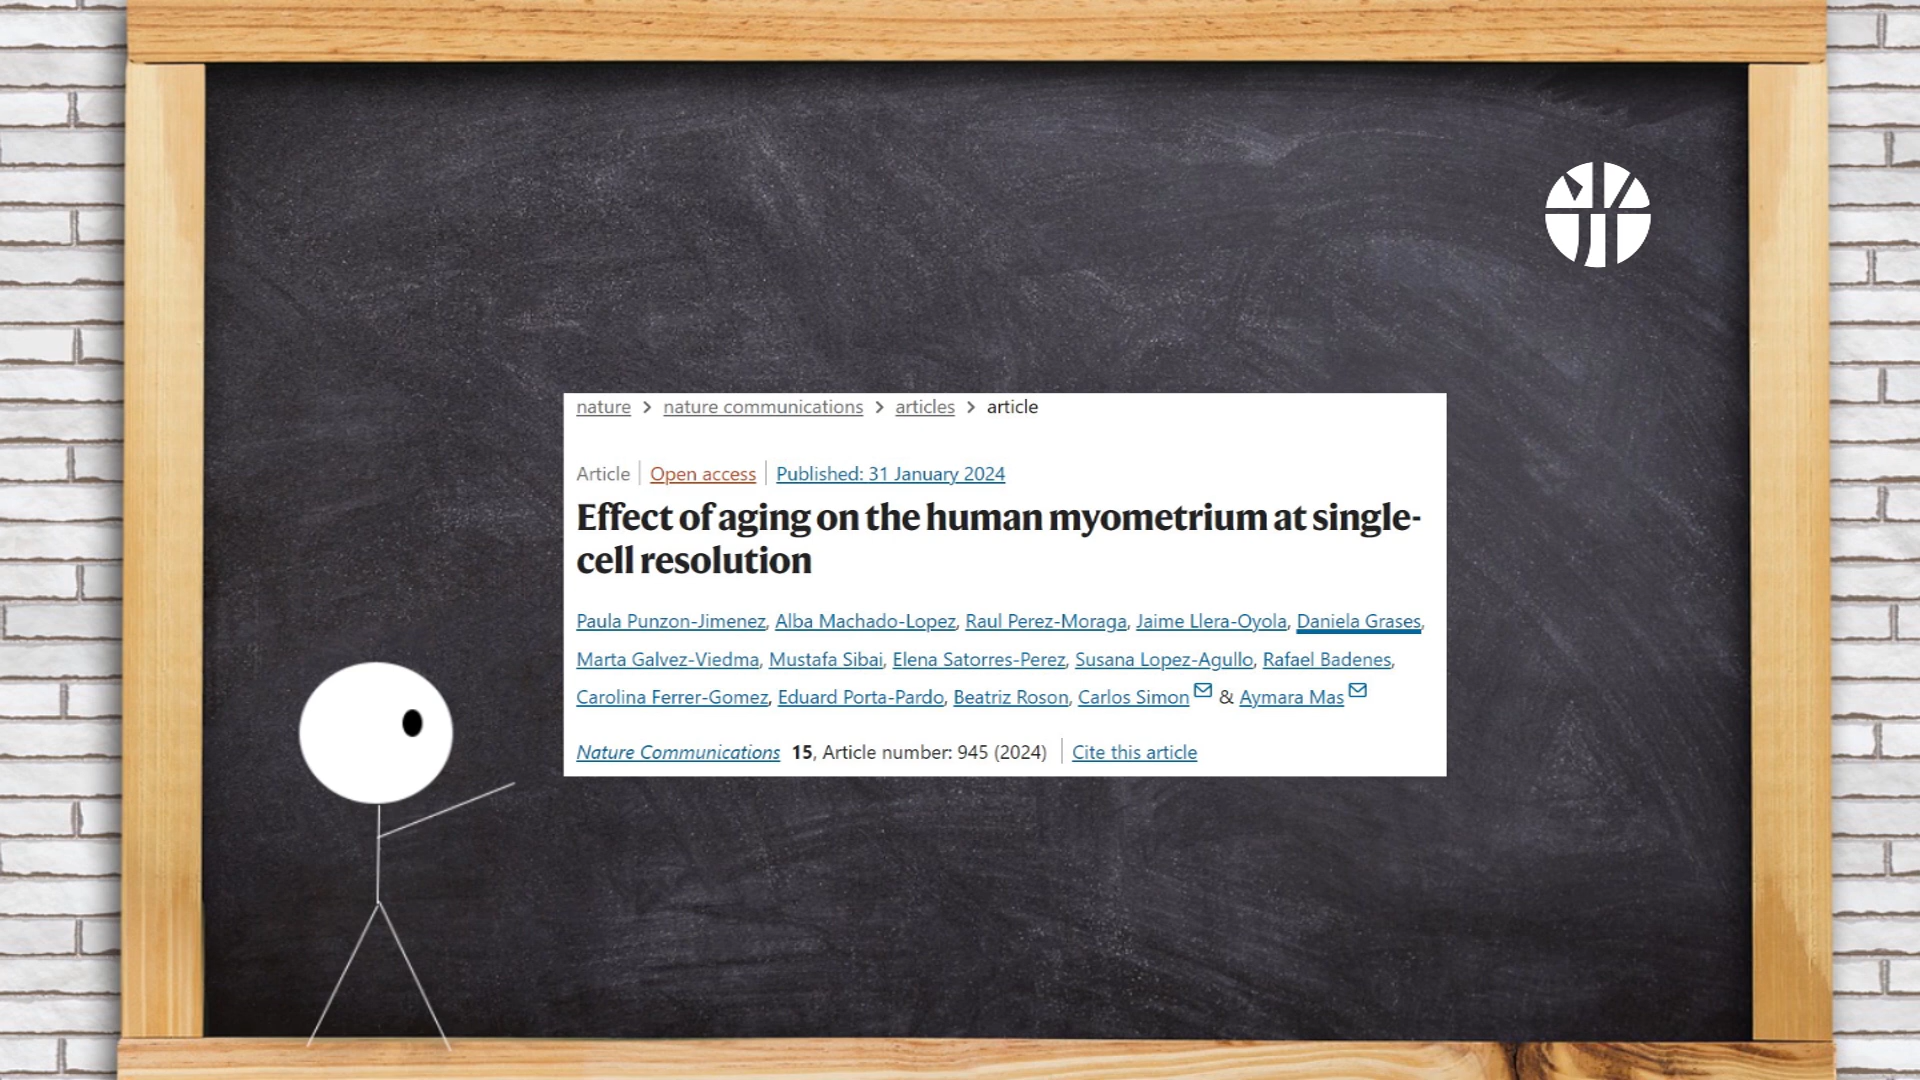 nature > nature communications > articles > article
Article | Open access | Published: 31 January 2024
Effect of aging on the human myometrium at single-
cell resolution
Paula Punzon-Jimenez, Alba Machado-Lopez, Raul Perez-Moraga, Jaime Llera-Oyola, Daniela Grases,
Marta Galvez-Viedma, Mustafa Sibai, Elena Satorres-Perez, Susana Lopez-Agullo, Rafael Badenes,
Carolina Ferrer-Gomez, Eduard Porta-Pardo, Beatriz Roson, Carlos Simon & Aymara Mas
Nature Communications 15, Article number: 945 (2024) | Cite this article